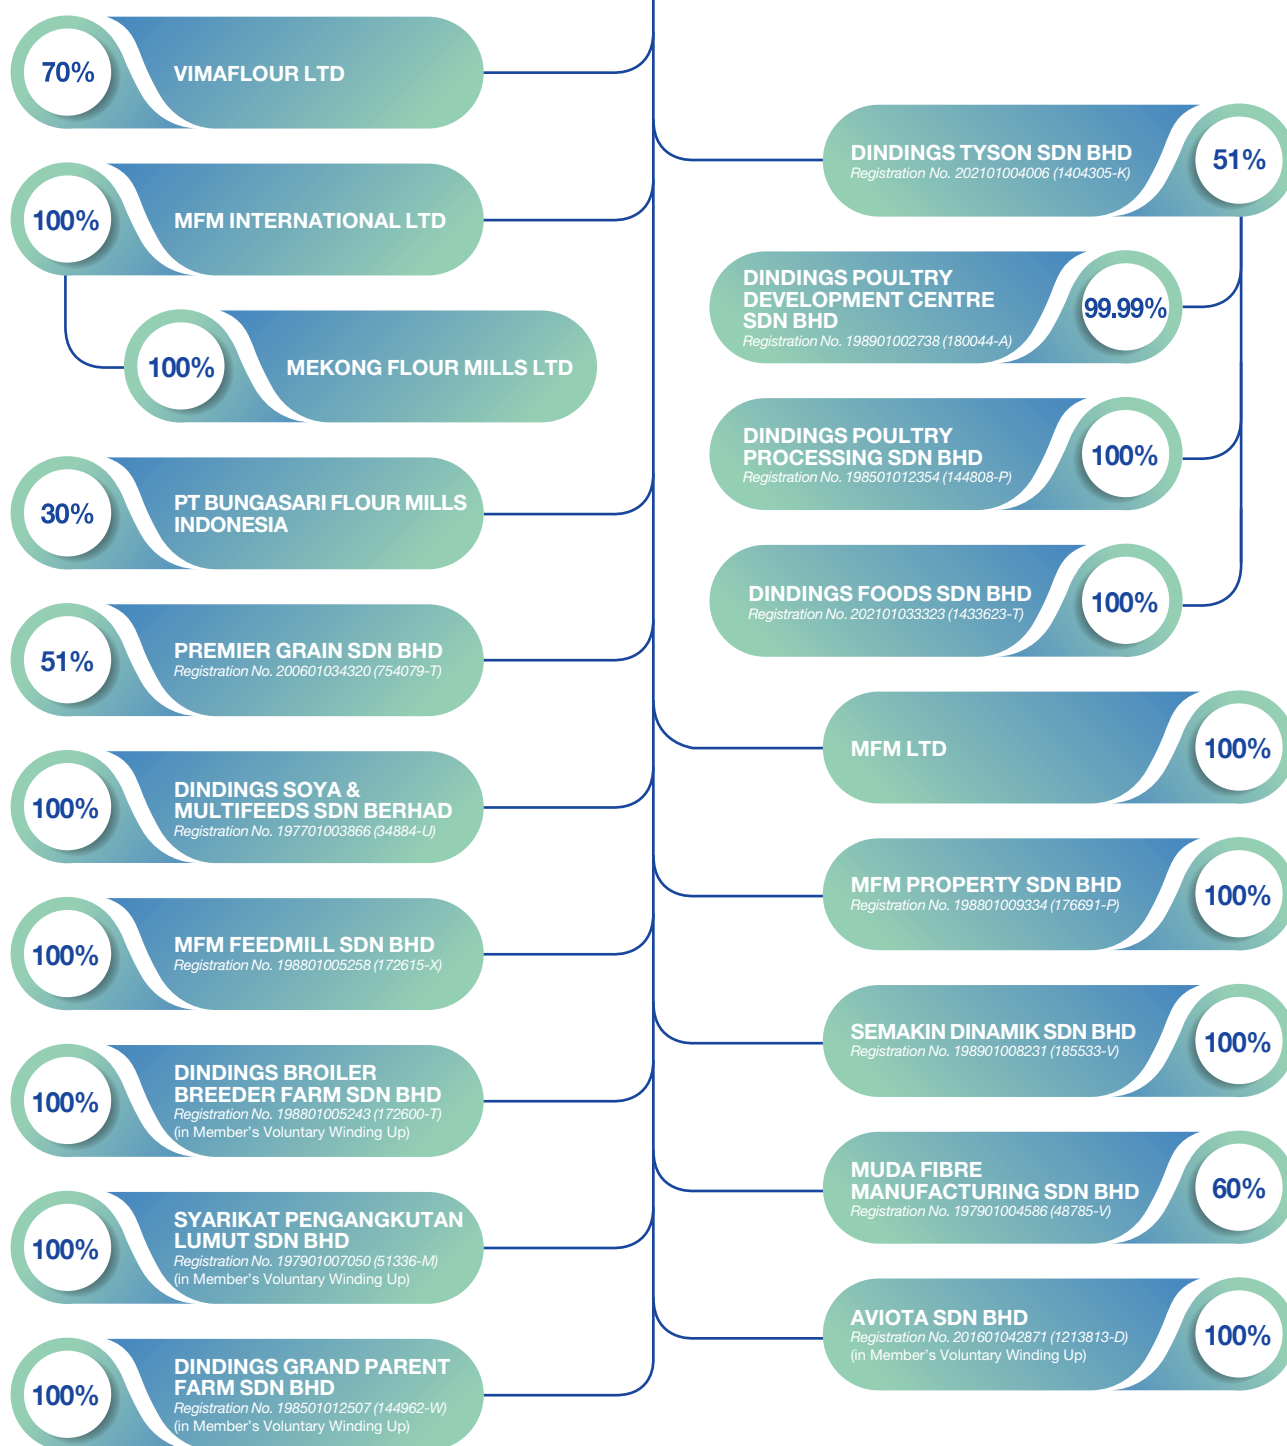 70%
VIMAFLOUR LTD
100%
MFM INTERNATIONAL LTD
100%
MEKONG FLOUR MILLS LTD
30%
PT BUNGASARI FLOUR MILLS
INDONESIA
51%
PREMIER GRAIN SDN BHD
Registration No. 200601034320 (754079-T)
100%
DINDINGS SOYA &
MULTIFEEDS SDN BERHAD
Registration No. 197701003866 (34884-U)
100%
MFM FEEDMILL SDN BHD
Registration No. 198801005258 (172615-X)
100%
DINDINGS BROILER
BREEDER FARM SDN BHD
Registration No. 198801005243 (172600-T)
(in Member's Voluntary Winding Up)
100%
SYARIKAT PENGANGKUTAN
LUMUT SDN BHD
Registration No. 197901007050 (51336-M)
(in Member's Voluntary Winding Up)
100%
DINDINGS GRAND PARENT
FARM SDN BHD
Registration No. 198501012507 (144962-W)
(in Member's Voluntary Winding Up)
DINDINGS TYSON SDN BHD
Registration No. 202101004006 (1404305-K)
51%
DINDINGS POULTRY
DEVELOPMENT CENTRE
SDN BHD
Registration No. 198901002738 (180044-A)
99.99%
DINDINGS POULTRY
PROCESSING SDN BHD
Registration No. 198501012354 (144808-P)
100%
DINDINGS FOODS SDN BHD
Registration No. 202101033323 (1433623-T)
100%
MFM LTD
100%
MFM PROPERTY SDN BHD
Registration No. 198801009334 (176691-P)
100%
SEMAKIN DINAMIK SDN BHD
Registration No. 198901008231 (185533-V)
100%
MUDA FIBRE
MANUFACTURING SDN BHD
Registration No. 197901004586 (48785-V)
60%
AVIOTA SDN BHD
Registration No. 201601042871 (1213813-D)
(in Member's Voluntary Winding Up)
100%